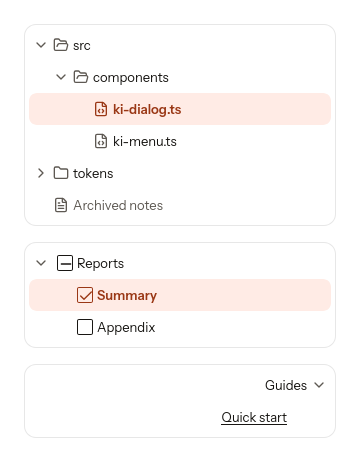 src
components
ki-dialog.ts
ki-menu.ts
tokens
Archived notes
Reports
Summary
Appendix
Guides
Quick start